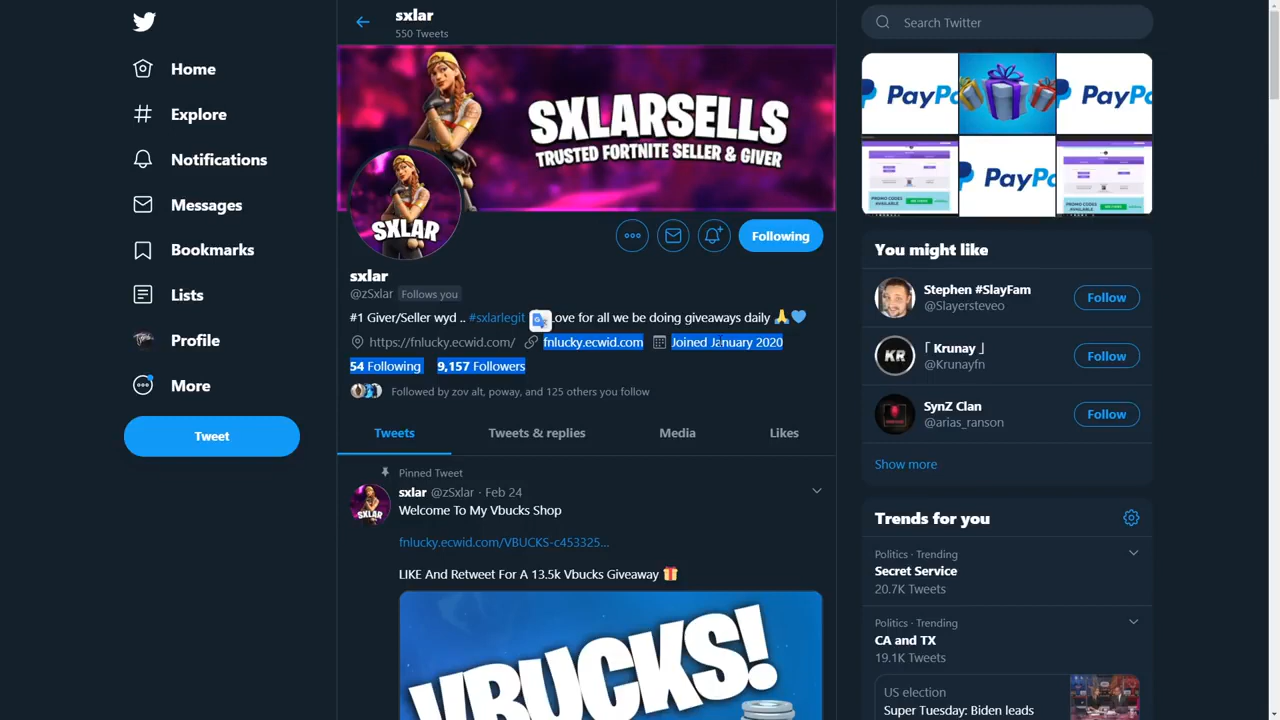 Home
Explore
Notifications
Messages
Bookmarks
Lists
Profile
More
Tweet
sxlar
550 Tweets
SXLARSELLS
TRUSTED FORTNITE SELLER & GIVER
SXLAR
Following
sxlar
@zSxlar Follows you
#1 Giver/Seller wyd .. #sxlarlegit Love for all we be doing giveaways daily 🙏💙
https://fnlucky.ecwid.com/ fnlucky.ecwid.com Joined January 2020
54 Following 9,157 Followers
Followed by zov alt, poway, and 125 others you follow
Tweets Tweets & replies Media Likes
Pinned Tweet
sxlar @zSxlar · Feb 24
Welcome To My Vbucks Shop
fnlucky.ecwid.com/VBUCKS-c453325...
LIKE And Retweet For A 13.5k Vbucks Giveaway 🎁
VBUCKS!
Search Twitter
PayPa
PayPa
PayPa
You might like
Stephen #SlayFam
@Slayersteveo
Follow
KR
「 Krunay 」
@Krunayfn
Follow
SynZ Clan
@arias_ranson
Follow
Show more
Trends for you
Politics · Trending
Secret Service
20.7K Tweets
Politics · Trending
CA and TX
19.1K Tweets
US election
Super Tuesday: Biden leads